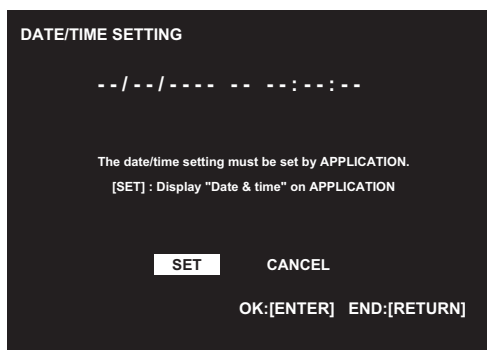 DATE/TIME SETTING
--/--/---- -- --:--:--
The date/time setting must be set by APPLICATION.
[SET] : Display "Date & time" on APPLICATION
SET CANCEL
OK:[ENTER] END:[RETURN]